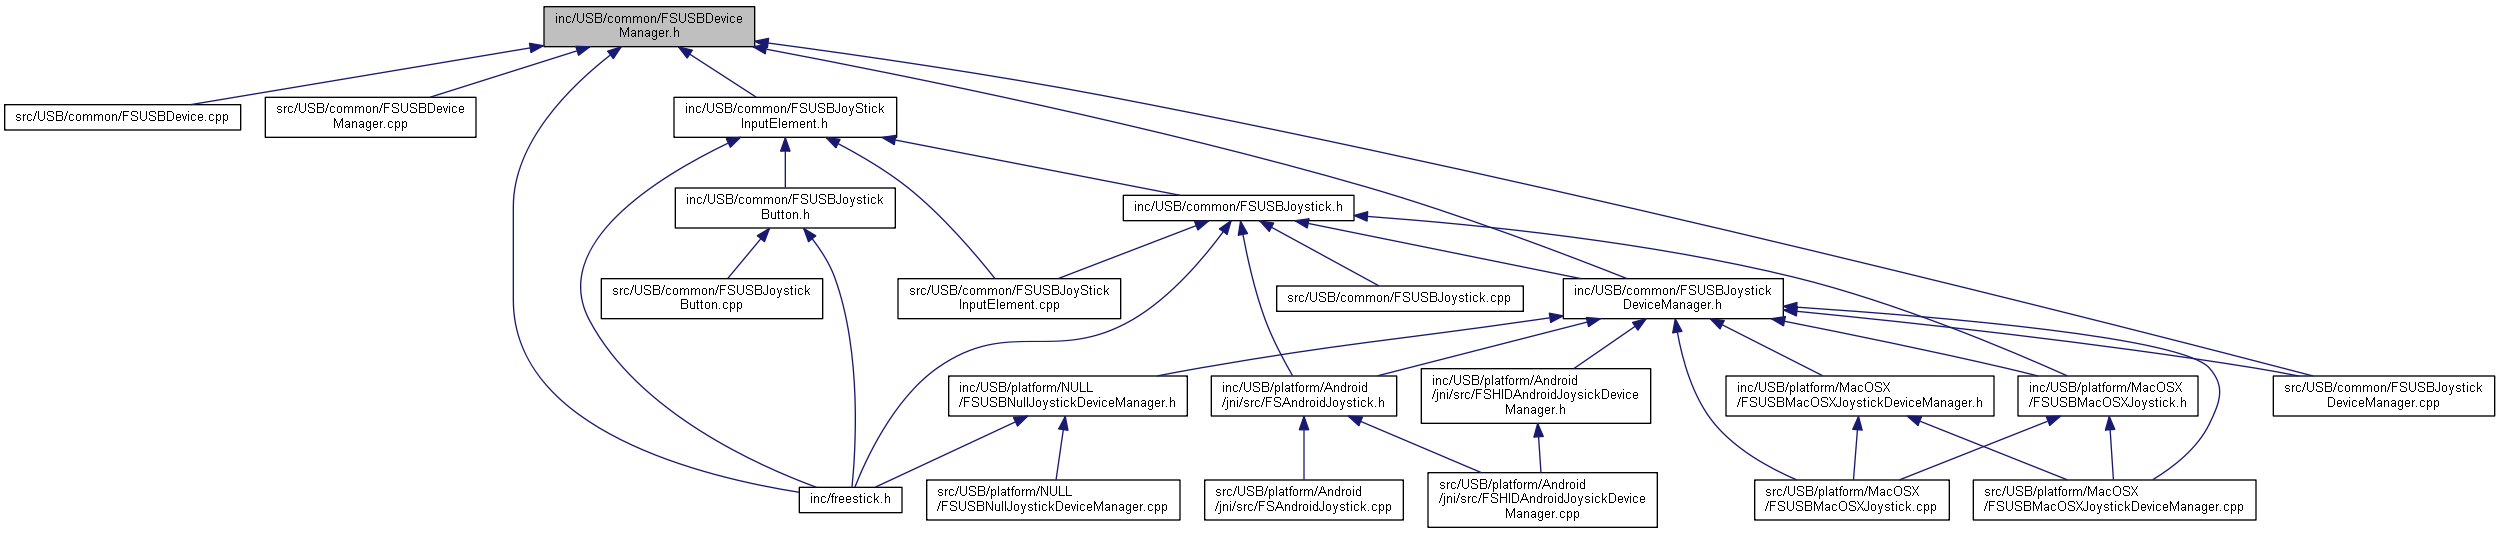 inc/USB/common/FSUSBDevice
Manager.h
src/USB/common/FSUSBDevice.cpp
src/USB/common/FSUSBDevice
Manager.cpp
inc/USB/common/FSUSBJoyStick
InputElement.h
inc/USB/common/FSUSBJoystick
Button.h
inc/USB/common/FSUSBJoystick.h
src/USB/common/FSUSBJoystick
Button.cpp
src/USB/common/FSUSBJoyStick
InputElement.cpp
src/USB/common/FSUSBJoystick.cpp
inc/USB/common/FSUSBJoystick
DeviceManager.h
inc/USB/platform/NULL
/FSUSBNullJoystickDeviceManager.h
inc/USB/platform/Android
/jni/src/FSAndroidJoystick.h
inc/USB/platform/Android
/jni/src/FSHIDAndroidJoysickDevice
Manager.h
inc/USB/platform/MacOSX
/FSUSBMacOSXJoystickDeviceManager.h
inc/USB/platform/MacOSX
/FSUSBMacOSXJoystick.h
src/USB/common/FSUSBJoystick
DeviceManager.cpp
inc/freestick.h
src/USB/platform/NULL
/FSUSBNullJoystickDeviceManager.cpp
src/USB/platform/Android
/jni/src/FSAndroidJoystick.cpp
src/USB/platform/Android
/jni/src/FSHIDAndroidJoysickDevice
Manager.cpp
src/USB/platform/MacOSX
/FSUSBMacOSXJoystick.cpp
src/USB/platform/MacOSX
/FSUSBMacOSXJoystickDeviceManager.cpp